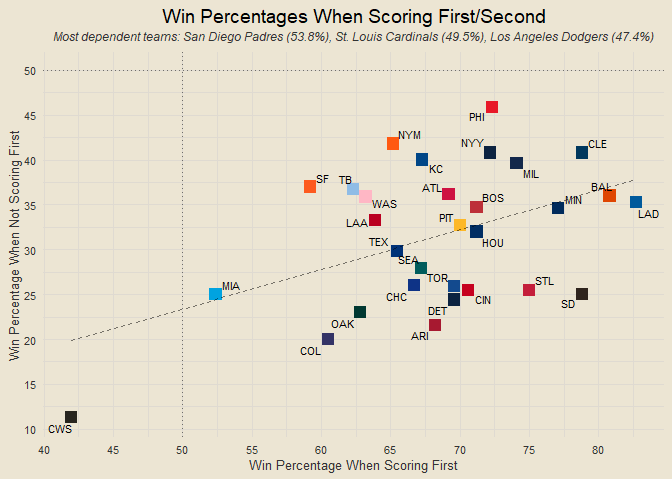 Win Percentages When Scoring First/Second
Most dependent teams: San Diego Padres (53.8%), St. Louis Cardinals (49.5%), Los Angeles Dodgers (47.4%)
Win Percentage When Not Scoring First
50
45
40
35
30
25
20
15
10
PHI
NYM
NYY
CLE
KC
MIL
SF
TB
ATL
BAL
WAS
BOS
MIN
LAD
LAA
PIT
TEX
HOU
SEA
TOR
MIA
CHC
STL
CIN
SD
DET
OAK
ARI
COL
CWS
40
45
50
55
60
65
70
75
80
Win Percentage When Scoring First